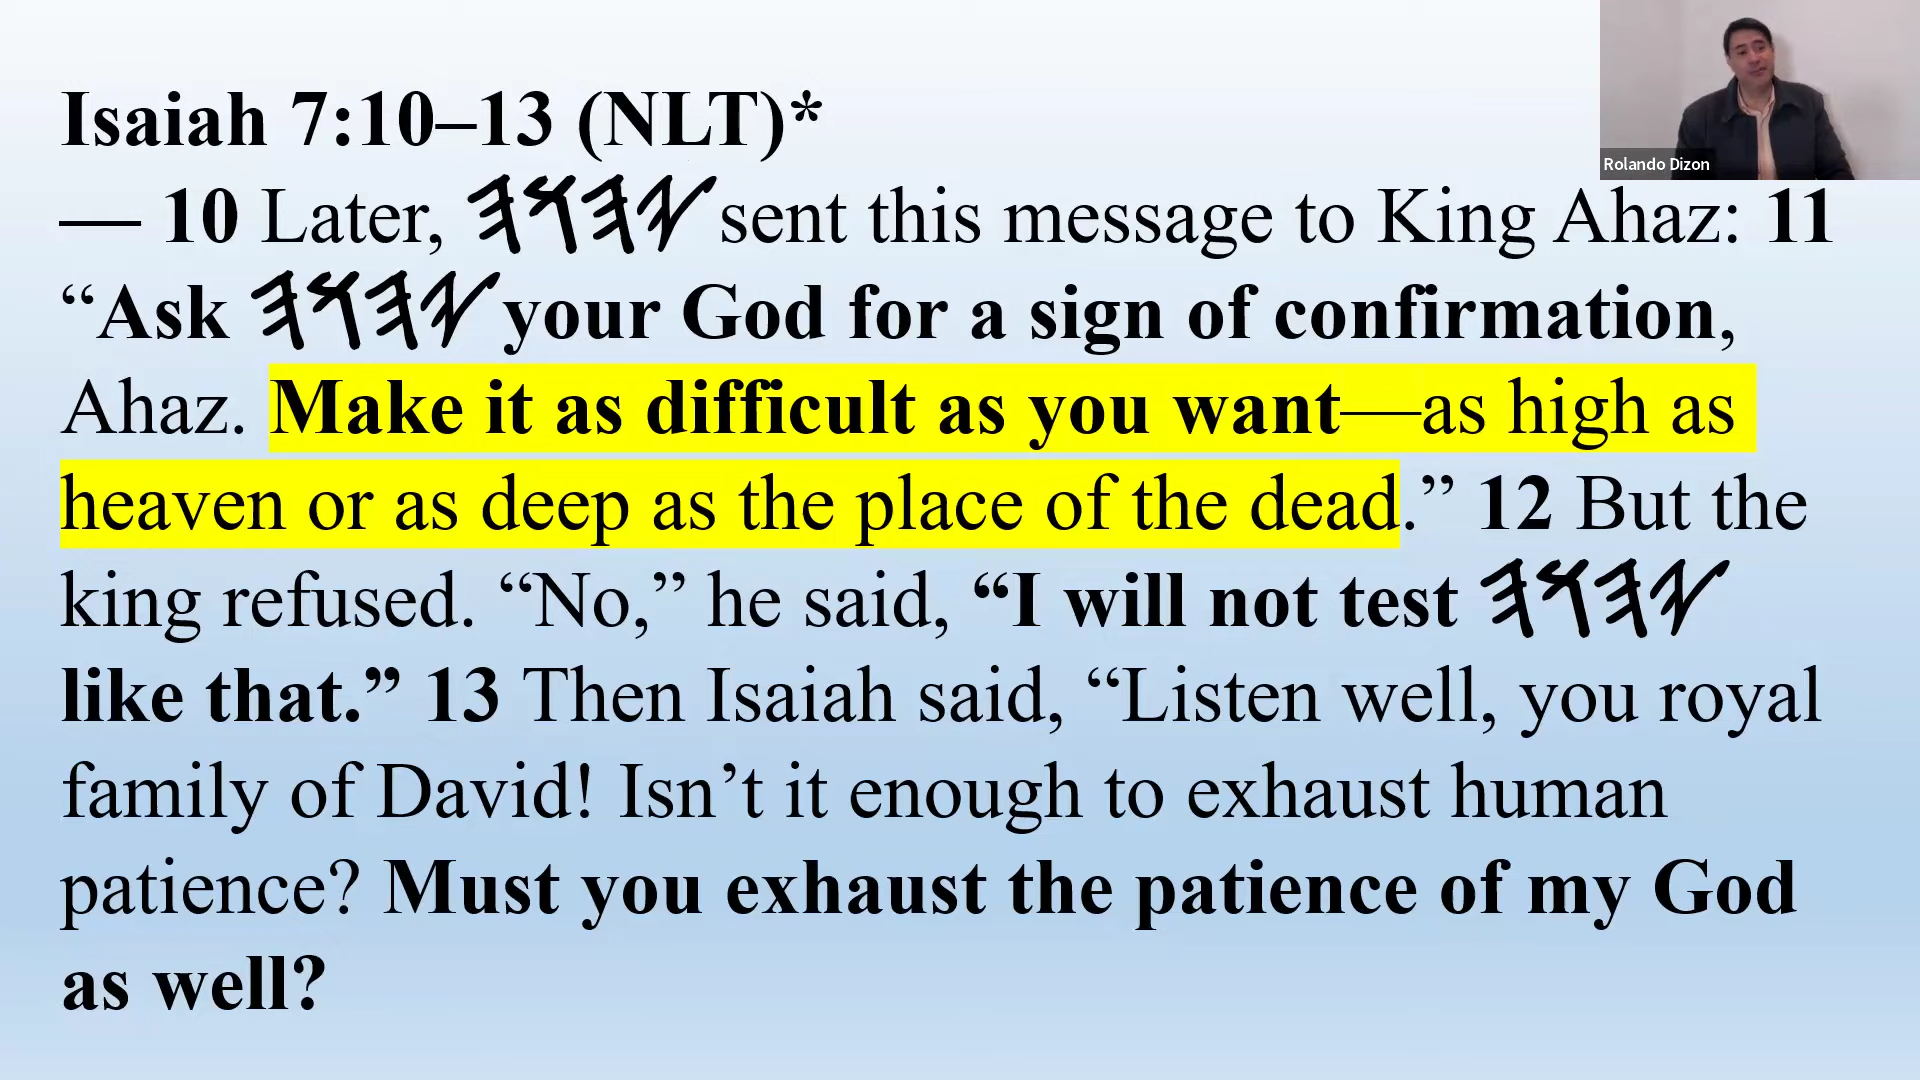 Isaiah 7:10–13 (NLT)*
— 10 Later, 𐤉𐤄𐤅𐤄 sent this message to King Ahaz: 11
“Ask 𐤉𐤄𐤅𐤄 your God for a sign of confirmation,
Ahaz. Make it as difficult as you want—as high as
heaven or as deep as the place of the dead.” 12 But the
king refused. “No,” he said, “I will not test 𐤉𐤄𐤅𐤄
like that.” 13 Then Isaiah said, “Listen well, you royal
family of David! Isn’t it enough to exhaust human
patience? Must you exhaust the patience of my God
as well?
Rolando Dizon